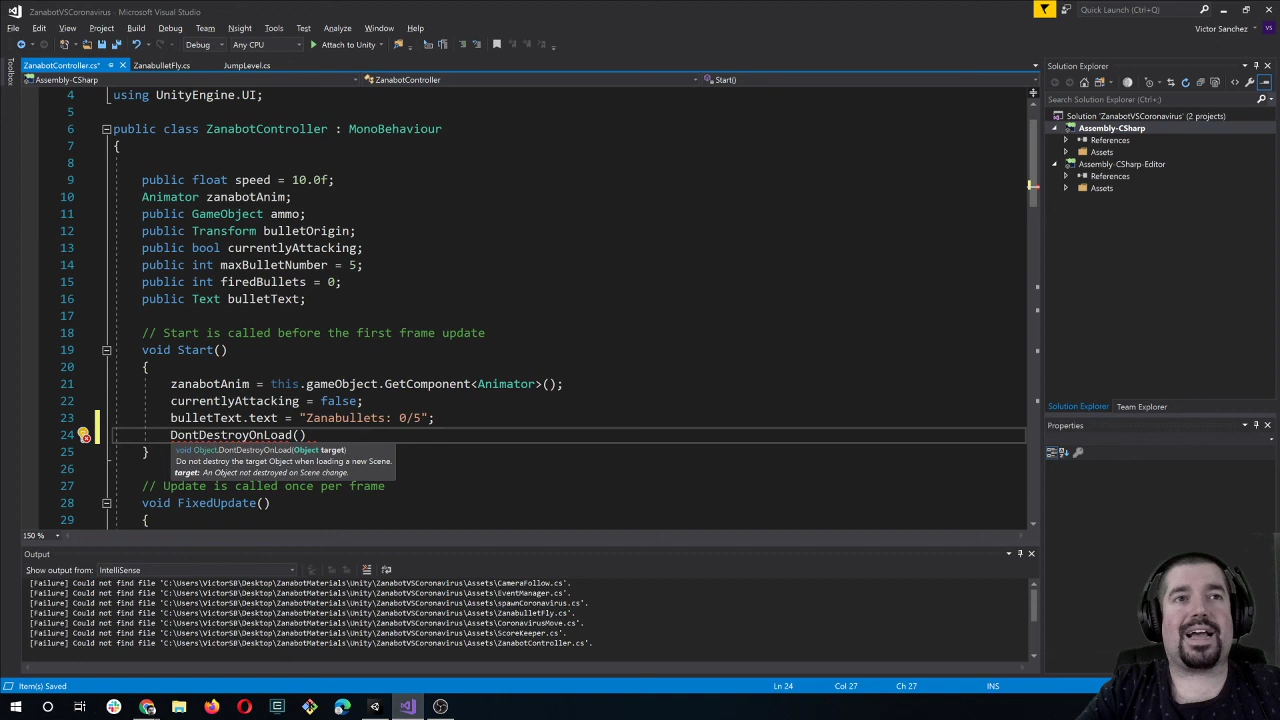 ZanabotVSCoronavirus - Microsoft Visual Studio
Quick Launch (Ctrl+Q)
File Edit View Project Build Debug Team Nsight Tools Test Analyze Window Help
Victor Sanchez VS
Debug Any CPU Attach to Unity
Toolbox
ZanabotController.cs* ZanabulletFly.cs JumpLevel.cs
Assembly-CSharp ZanabotController Start()
4 using UnityEngine.UI;
5
6 public class ZanabotController : MonoBehaviour
7 {
8
9 public float speed = 10.0f;
10 Animator zanabotAnim;
11 public GameObject ammo;
12 public Transform bulletOrigin;
13 public bool currentlyAttacking;
14 public int maxBulletNumber = 5;
15 public int firedBullets = 0;
16 public Text bulletText;
17
18 // Start is called before the first frame update
19 void Start()
20 {
21 zanabotAnim = this.gameObject.GetComponent<Animator>();
22 currentlyAttacking = false;
23 bulletText.text = "Zanabullets: 0/5";
24 DontDestroyOnLoad()
void Object.DontDestroyOnLoad(Object target)
Do not destroy the target Object when loading a new Scene.
target: An Object not destroyed on Scene change.
25 }
26
27 // Update is called once per frame
28 void FixedUpdate()
29 {
150 %
Output
Show output from: IntelliSense
[Failure] Could not find file 'C:\Users\VictorSB\Desktop\ZanabotMaterials\Unity\ZanabotVSCoronavirus\Assets\CameraFollow.cs'.
[Failure] Could not find file 'C:\Users\VictorSB\Desktop\ZanabotMaterials\Unity\ZanabotVSCoronavirus\Assets\EventManager.cs'.
[Failure] Could not find file 'C:\Users\VictorSB\Desktop\ZanabotMaterials\Unity\ZanabotVSCoronavirus\Assets\spawnCoronavirus.cs'.
[Failure] Could not find file 'C:\Users\VictorSB\Desktop\ZanabotMaterials\Unity\ZanabotVSCoronavirus\Assets\ZanabulletFly.cs'.
[Failure] Could not find file 'C:\Users\VictorSB\Desktop\ZanabotMaterials\Unity\ZanabotVSCoronavirus\Assets\CoronavirusMove.cs'.
[Failure] Could not find file 'C:\Users\VictorSB\Desktop\ZanabotMaterials\Unity\ZanabotVSCoronavirus\Assets\ScoreKeeper.cs'.
[Failure] Could not find file 'C:\Users\VictorSB\Desktop\ZanabotMaterials\Unity\ZanabotVSCoronavirus\Assets\ZanabotController.cs'.
Solution Explorer
Search Solution Explorer (Ctrl+;)
Solution 'ZanabotVSCoronavirus' (2 projects)
Assembly-CSharp
References
Assets
Assembly-CSharp-Editor
References
Assets
Solution Explorer Team Explorer
Properties
Item(s) Saved Ln 24 Col 27 Ch 27 INS